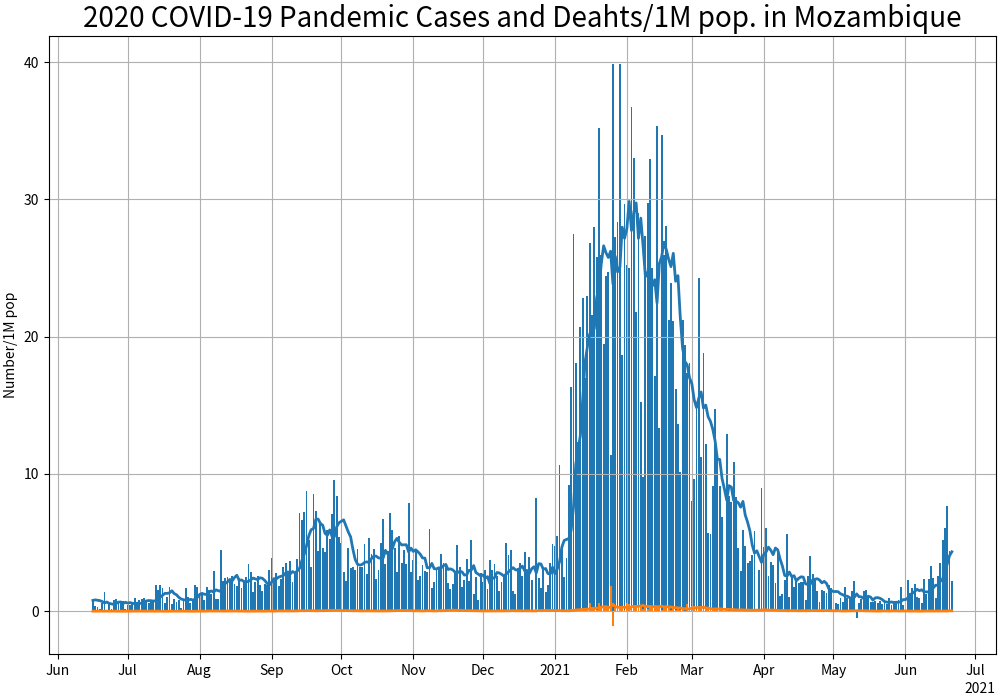 2020 COVID-19 Pandemic Cases and Deahts/1M pop. in Mozambique
Number/1M pop
40
30
20
10
0
Jun Jul Aug Sep Oct Nov Dec 2021 Feb Mar Apr May Jun Jul
2021